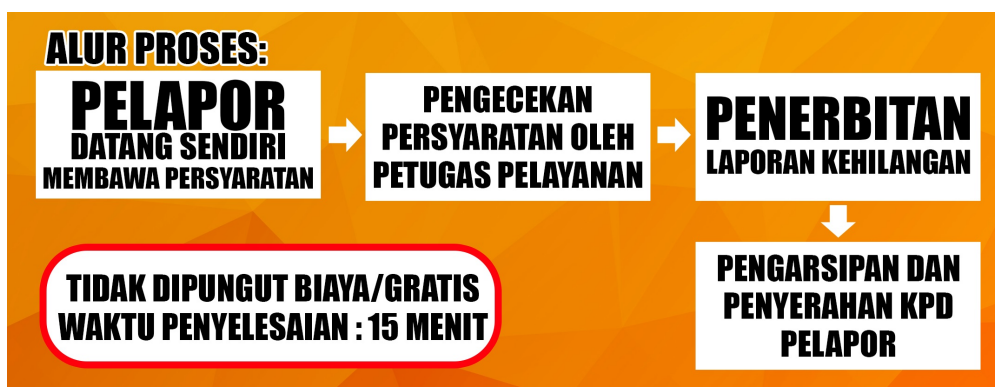 ALUR PROSES:
PELAPOR
DATANG SENDIRI
MEMBAWA PERSYARATAN
PENGECEKAN
PERSYARATAN OLEH
PETUGAS PELAYANAN
PENERBITAN
LAPORAN KEHILANGAN
PENGARSIPAN DAN
PENYERAHAN KPD
PELAPOR
TIDAK DIPUNGUT BIAYA/GRATIS
WAKTU PENYELESAIAN : 15 MENIT